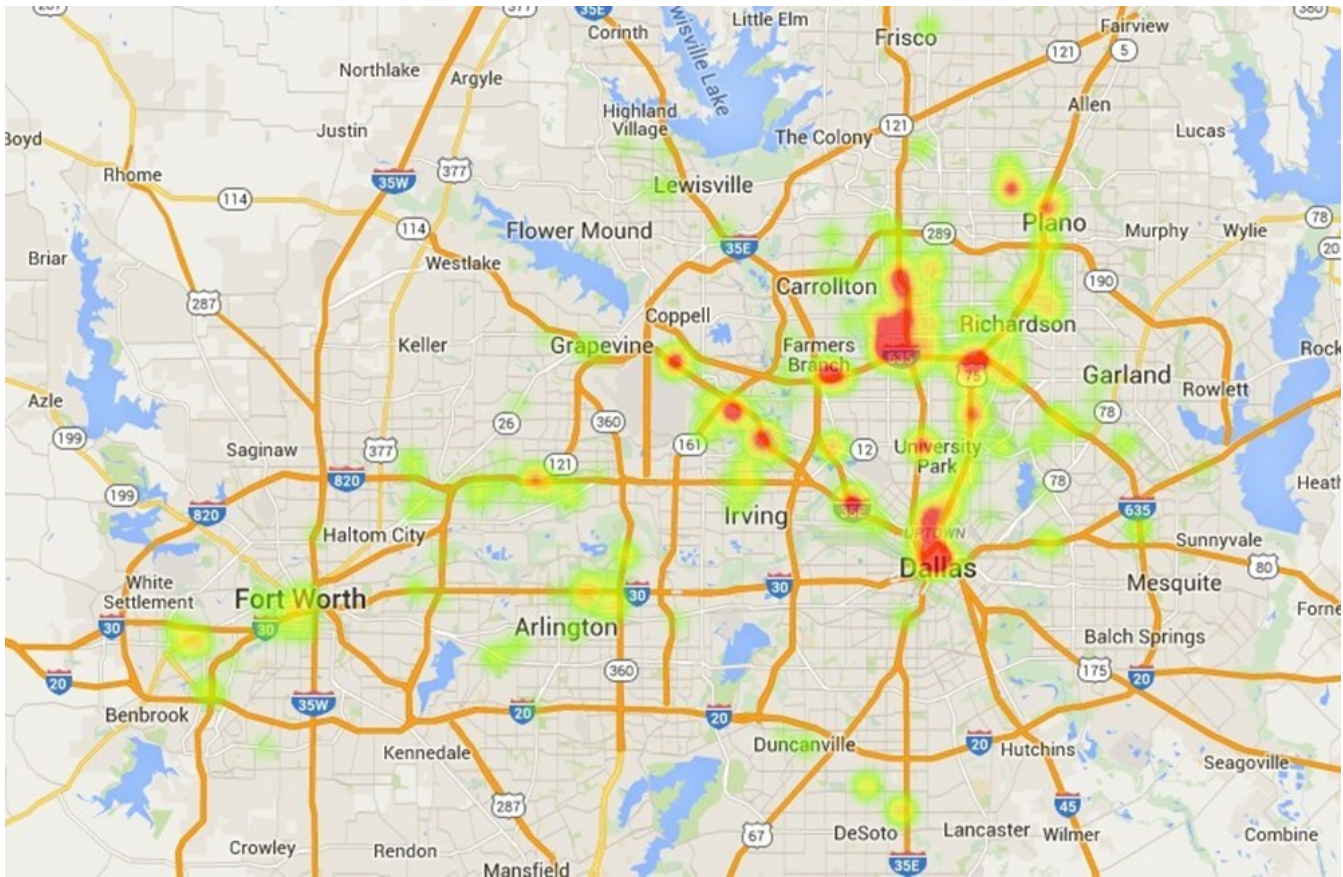 377
35E
Corinth
Lewisville Lake
Little Elm
Frisco
Fairview
380
121
5
Northlake
Argyle
Highland
Village
Allen
Boyd
Justin
The Colony
121
Lucas
Rhome
35W
377
114
Lewisville
114
Flower Mound
35E
289
Plano
Murphy
Wylie
78
Briar
Westlake
287
Carrollton
190
Coppell
Richardson
Keller
Grapevine
Farmers
Branch
635
75
Garland
Rowlett
Azle
199
26
360
161
78
Saginaw
377
121
12
University
Park
820
199
820
78
Irving
35E
635
Haltom City
UPTOWN
Sunnyvale
Dallas
80
White
Settlement
Fort Worth
30
30
Mesquite
30
30
Arlington
Balch Springs
360
175
20
20
Benbrook
35W
20
20
Kennedale
Duncanville
20
Hutchins
Seagoville
287
45
67
DeSoto
Lancaster
Wilmer
Combine
Crowley
Rendon
Mansfield
35E